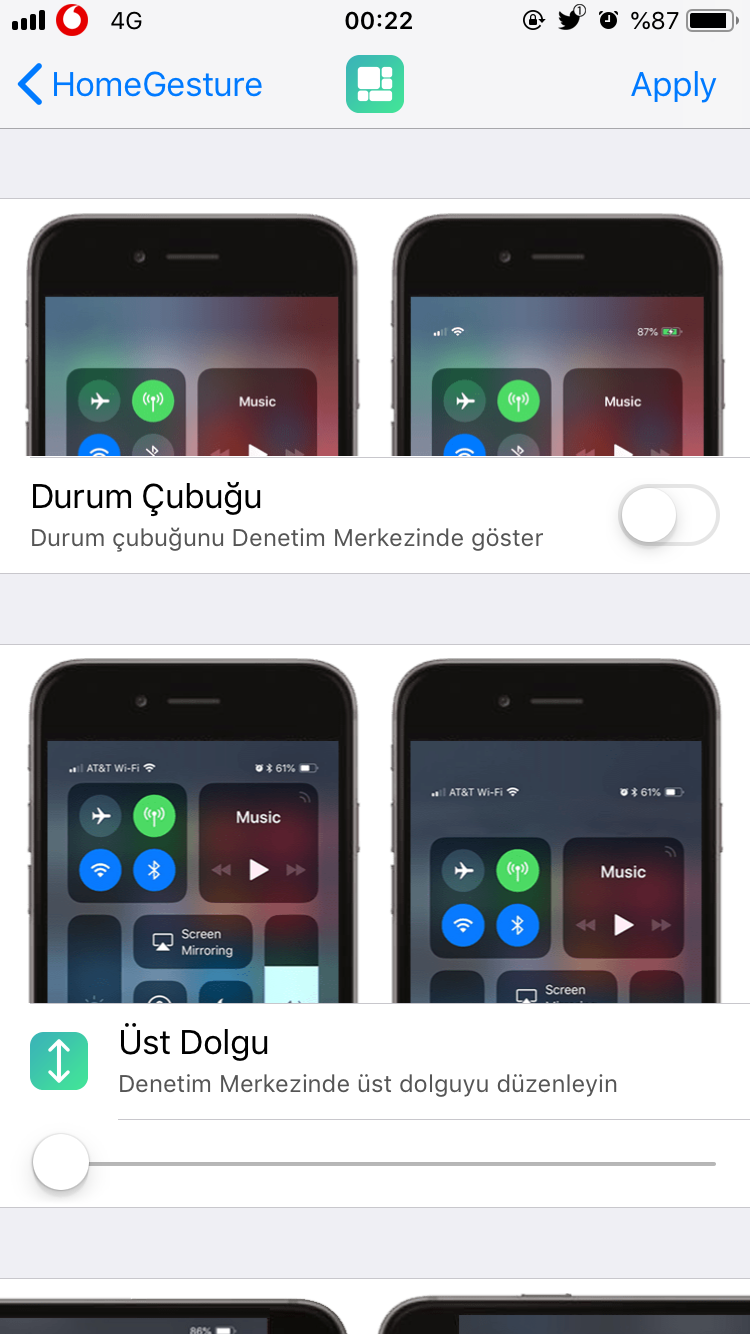 4G 00:22 1 %87
HomeGesture Apply
87%
Music Music
Durum Çubuğu
Durum çubuğunu Denetim Merkezinde göster
AT&T Wi-Fi 61%
AT&T Wi-Fi 61%
Music
Music
Screen
Mirroring
Screen
Üst Dolgu
Denetim Merkezinde üst dolguyu düzenleyin
86%